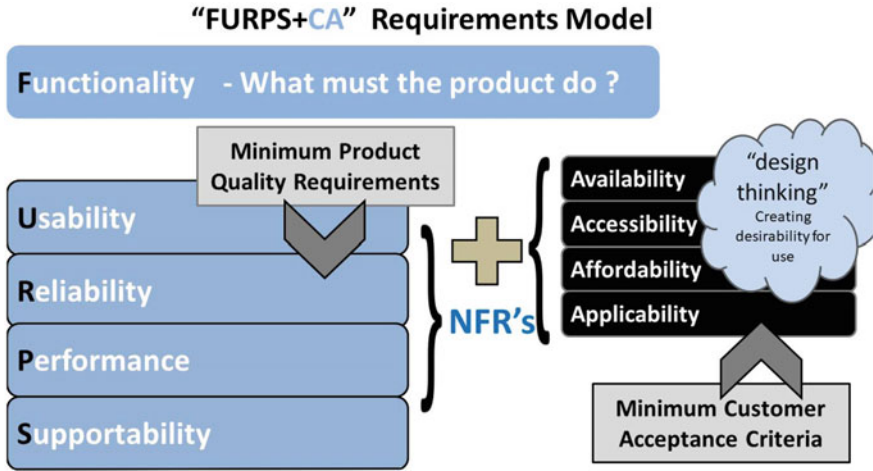 “FURPS+CA” Requirements Model
Functionality - What must the product do ?
Minimum Product
Quality Requirements
Usability
Reliability
Performance
Supportability
NFR's
Availability
Accessibility
Affordability
Applicability
“design
thinking”
Creating
desirability for
use
Minimum Customer
Acceptance Criteria